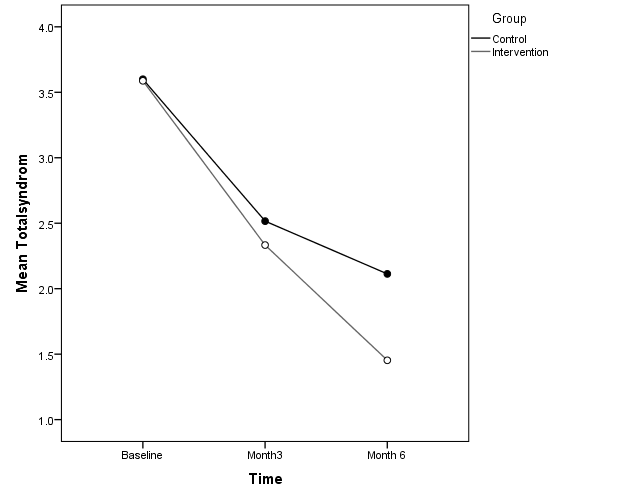 Group
Control
Intervention
Mean Totalsyndrom
4.0
3.5
3.0
2.5
2.0
1.5
1.0
Baseline
Month3
Month 6
Time